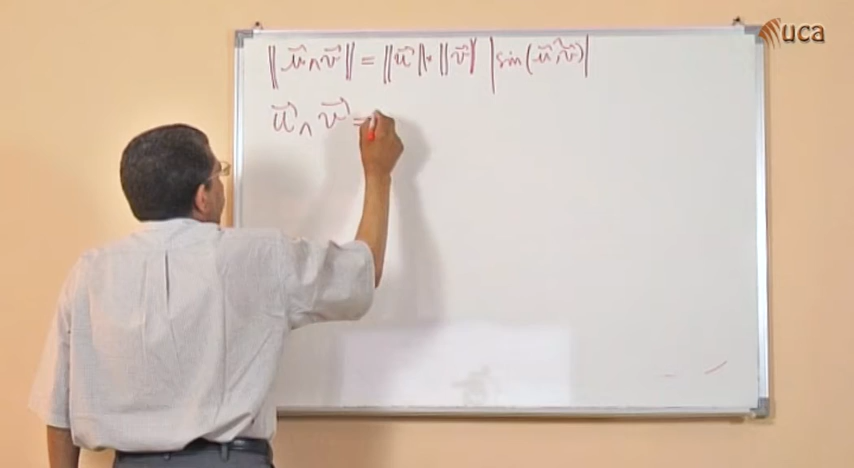 uca
‖u⃗ ∧ v⃗‖ = ‖u⃗‖ · ‖v⃗‖ |sin(u⃗,v⃗)|
u⃗ ∧ v⃗ =